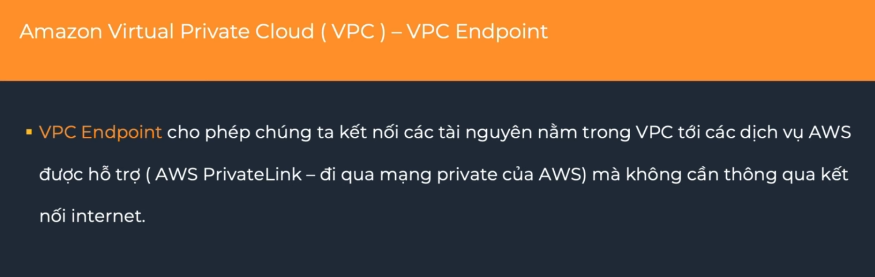 Amazon Virtual Private Cloud ( VPC ) – VPC Endpoint
▪ VPC Endpoint cho phép chúng ta kết nối các tài nguyên nằm trong VPC tới các dịch vụ AWS
được hỗ trợ ( AWS PrivateLink – đi qua mạng private của AWS) mà không cần thông qua kết
nối internet.